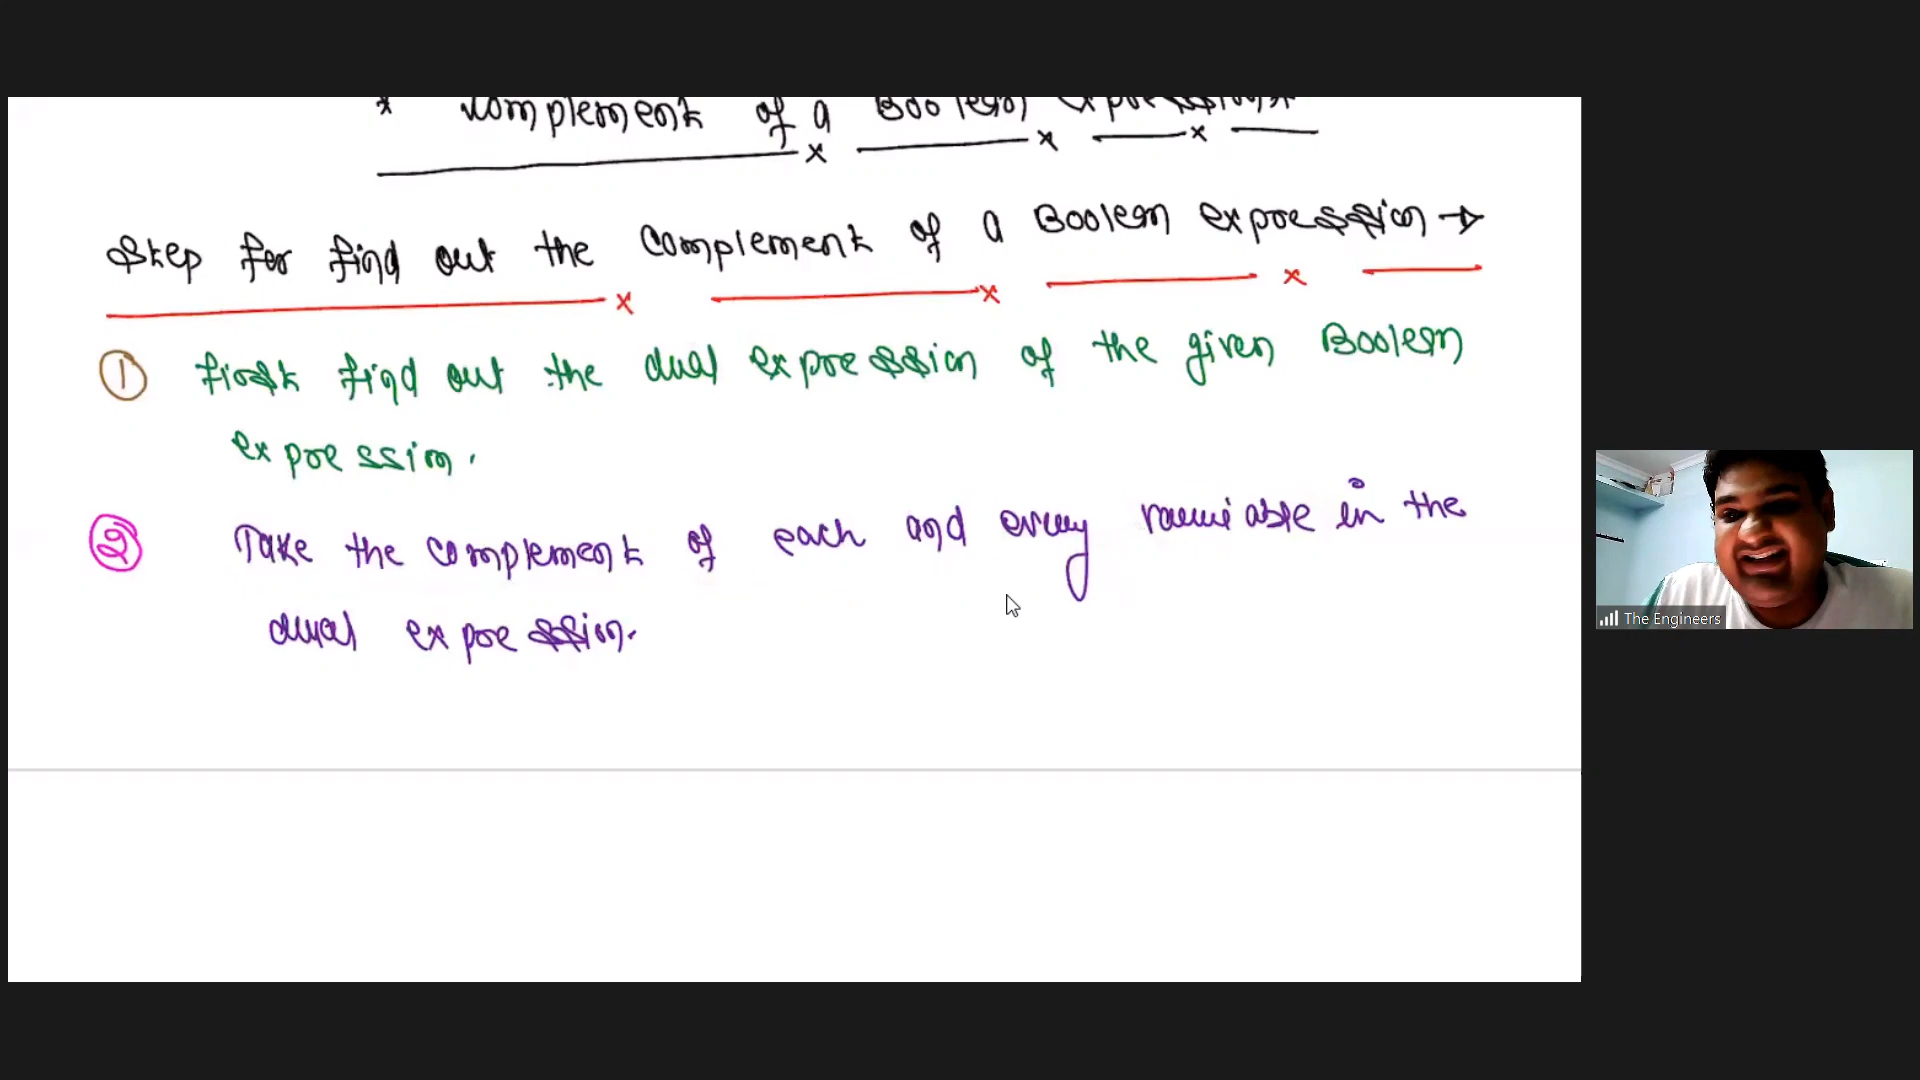 * Complement of a Boolean expression
Step for find out the complement of a Boolean expression →
① first find out the dual expression of the given Boolean
expression.
② Take the complement of each and every variable in the
dual expression.
The Engineers